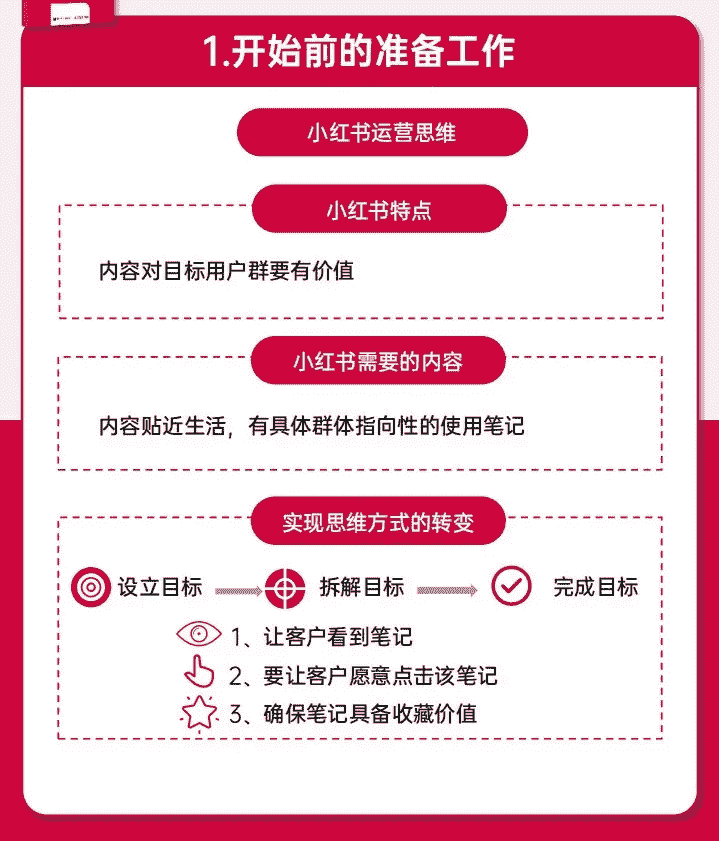 1.开始前的准备工作
小红书运营思维
小红书特点
内容对目标用户群要有价值
小红书需要的内容
内容贴近生活，有具体群体指向性的使用笔记
实现思维方式的转变
设立目标 拆解目标 完成目标
1、让客户看到笔记
2、要让客户愿意点击该笔记
3、确保笔记具备收藏价值